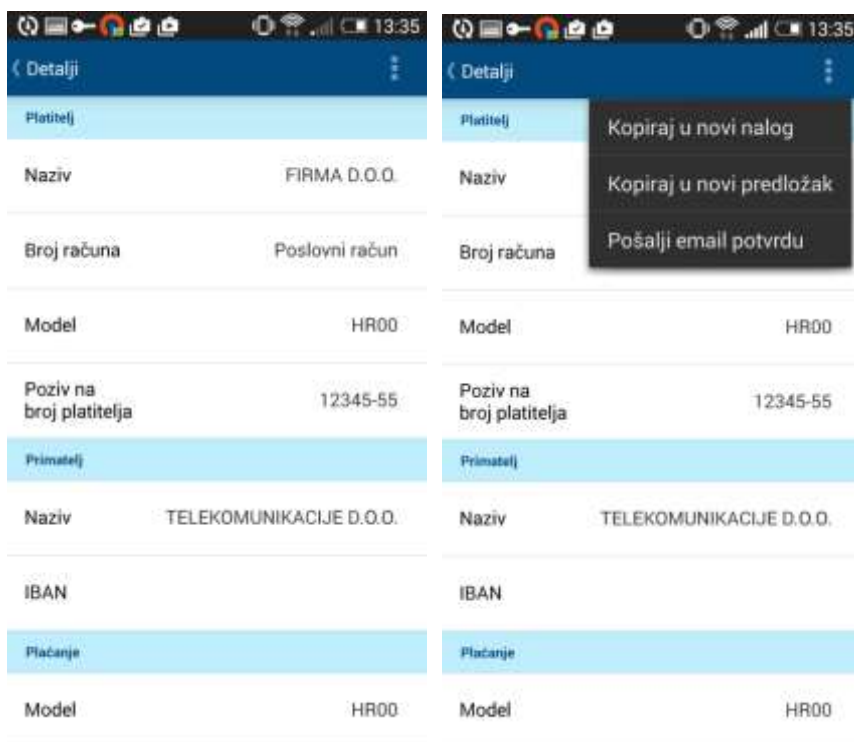 13:35
Detalji
Platitelj
Naziv FIRMA D.O.O.
Broj računa Poslovni račun
Model HR00
Poziv na
broj platitelja 12345-55
Primatelj
Naziv TELEKOMUNIKACIJE D.O.O.
IBAN
Plaćanje
Model HR00
13:35
Detalji
Platitelj
Kopiraj u novi nalog
Naziv
Kopiraj u novi predložak
Pošalji email potvrdu
Broj računa
Model HR00
Poziv na
broj platitelja 12345-55
Primatelj
Naziv TELEKOMUNIKACIJE D.O.O.
IBAN
Plaćanje
Model HR00